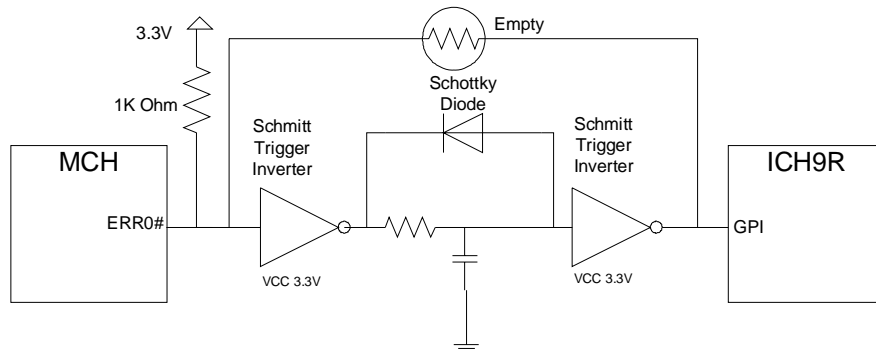 3.3V
Empty
1K Ohm
Schottky
Diode
Schmitt
Trigger
Inverter
Schmitt
Trigger
Inverter
MCH
ICH9R
ERR0#
GPI
VCC 3.3V
VCC 3.3V